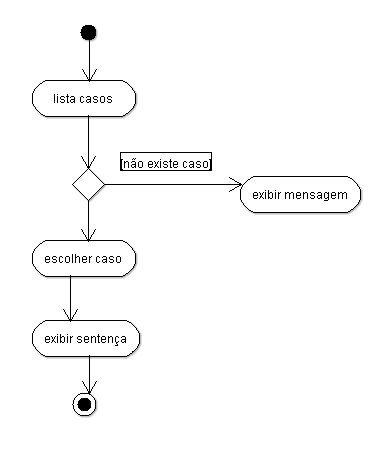 lista casos
[não existe caso]
exibir mensagem
escolher caso
exibir sentença